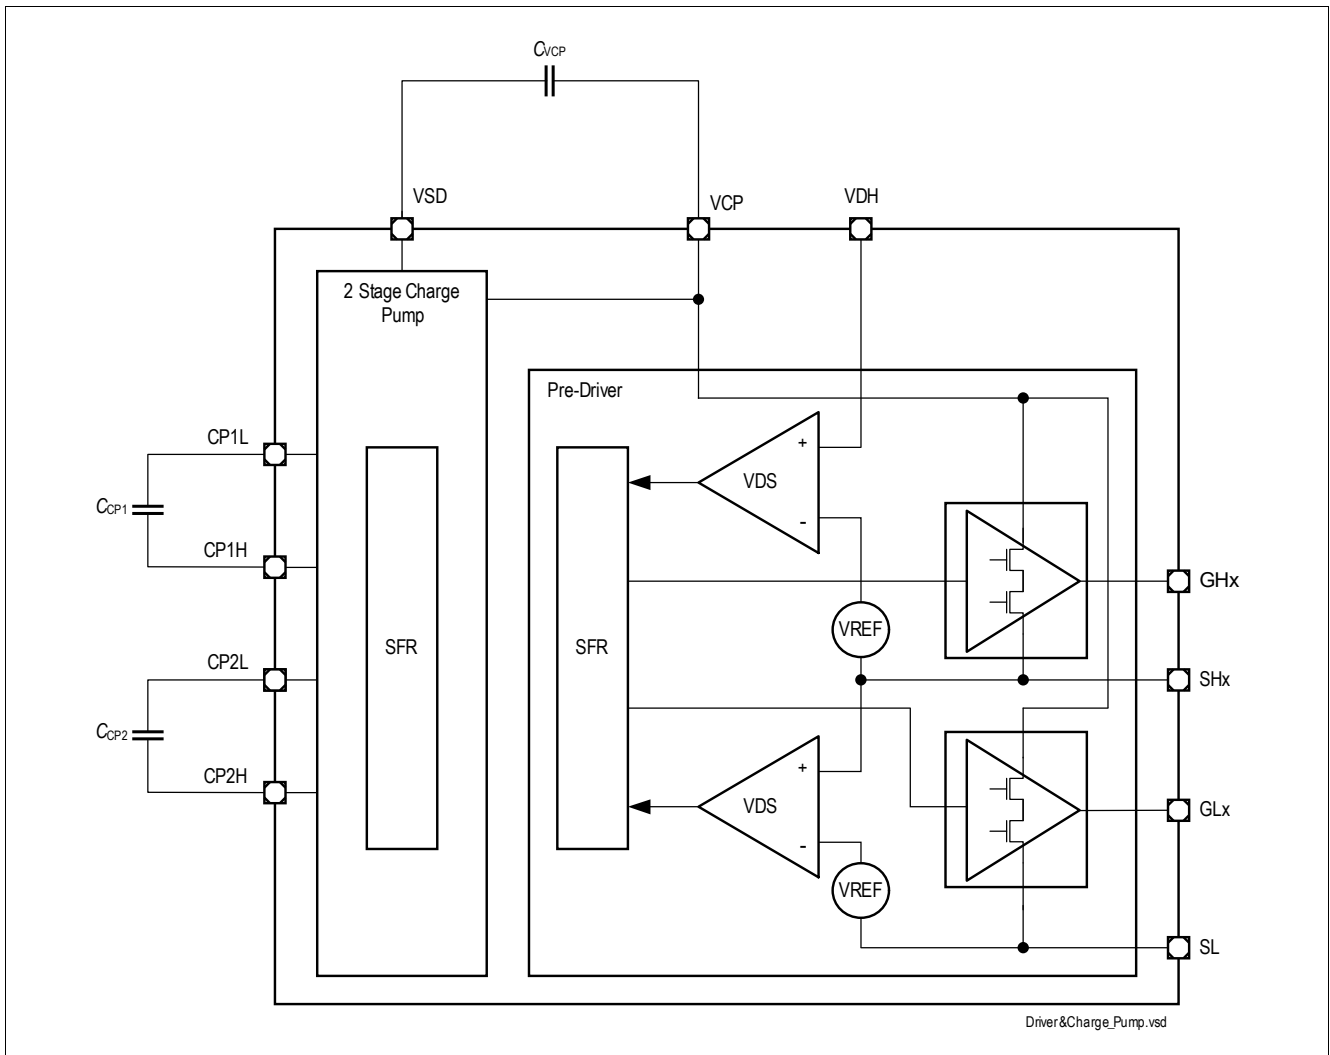 CVCP
VSD
VCP
VDH
2 Stage Charge
Pump
Pre-Driver
CP1L
+
VDS
-
CCP1
CP1H
GHx
VREF
SFR
SFR
CP2L
SHx
CCP2
+
CP2H
VDS
GLx
-
VREF
SL
Driver&Charge_Pump.vsd